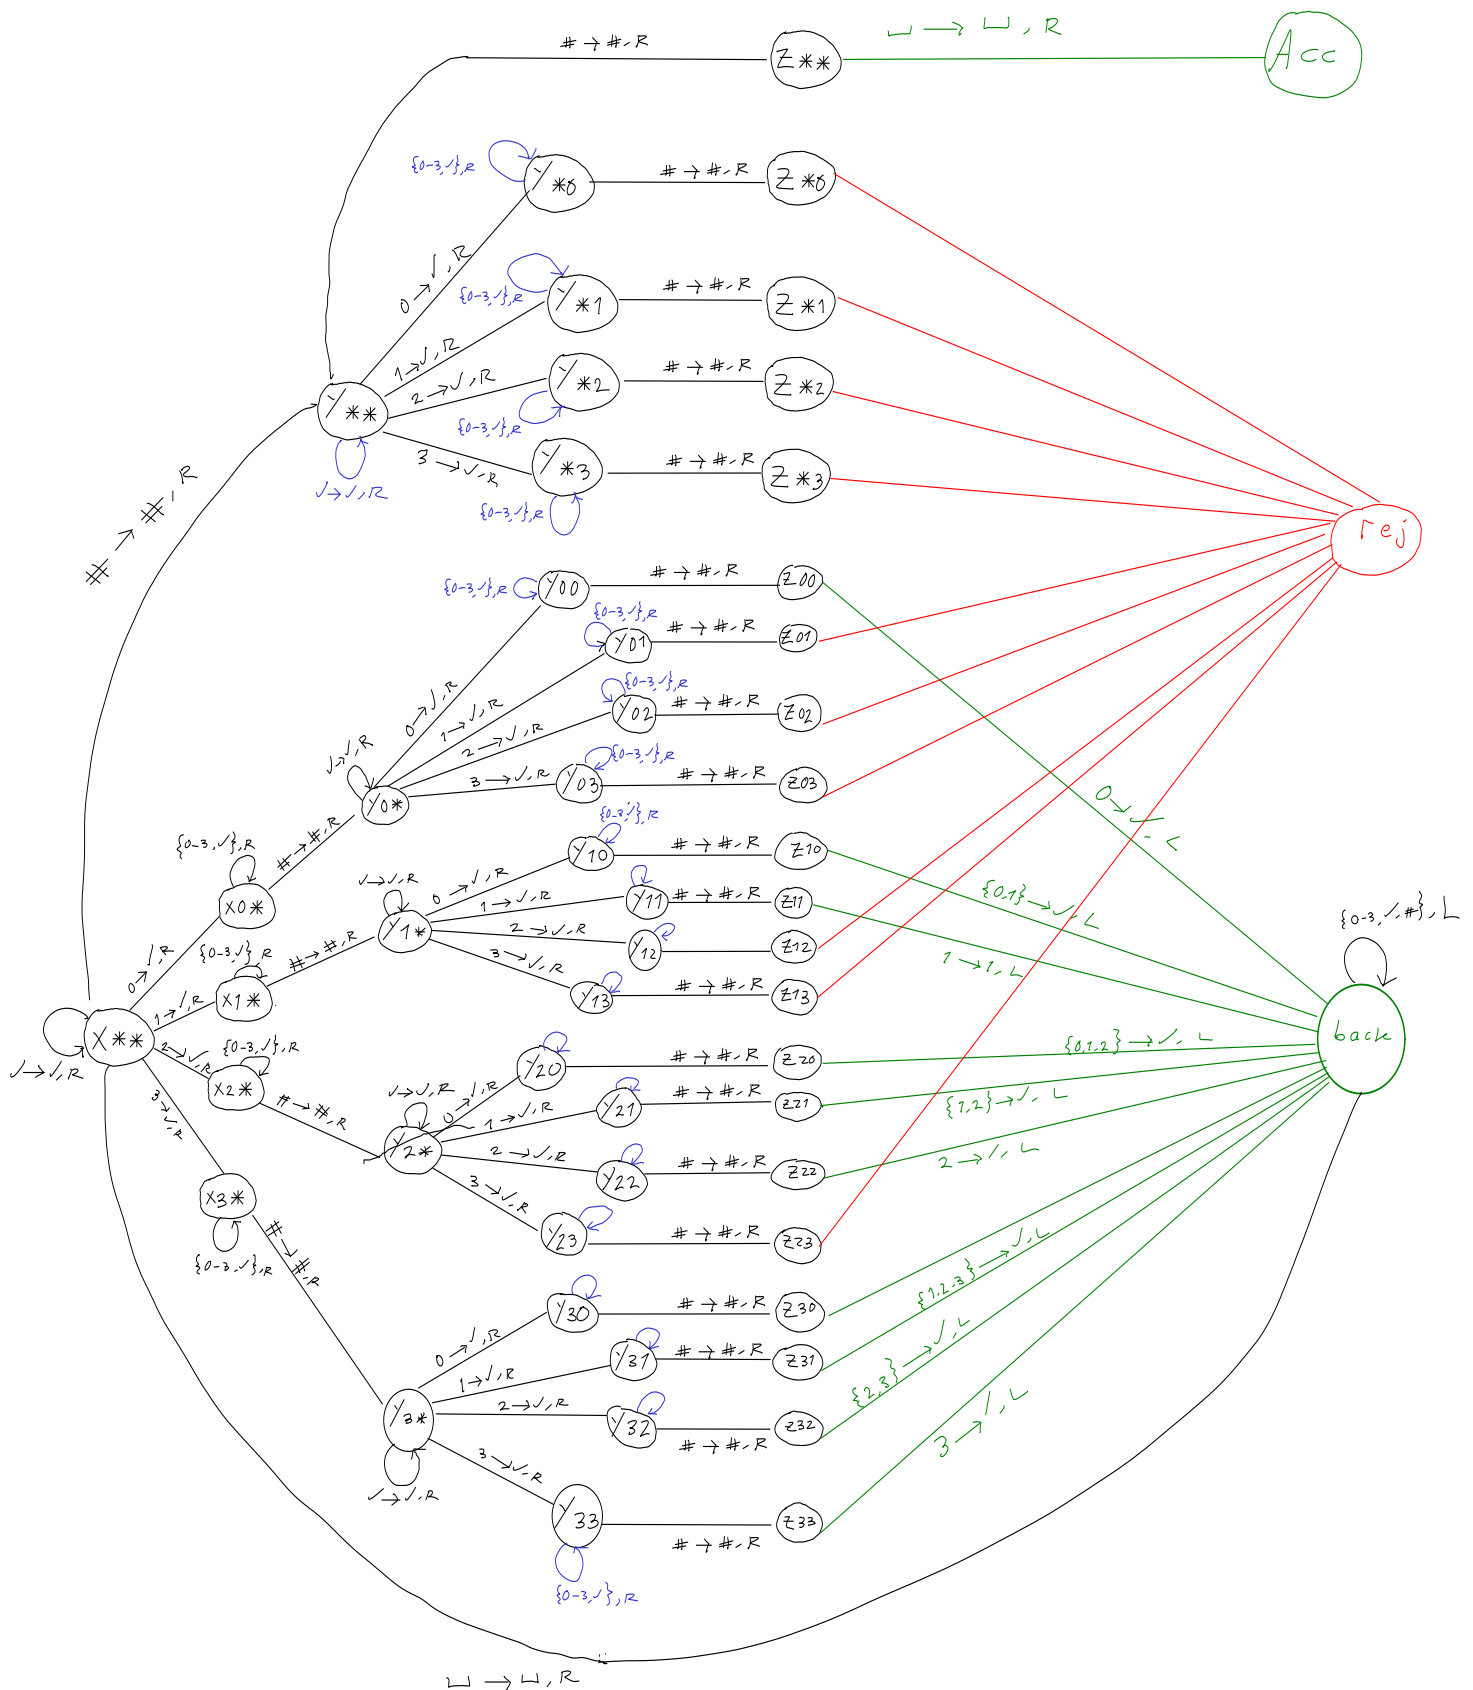 # → #, R
Z**
⊔ → ⊔, R
Acc
{0-3,✓},R
Y*0
# → #, R
Z*0
0 → ✓, R
{0-3,✓},R
Y*1
# → #, R
Z*1
1 → ✓, R
Y*2
# → #, R
Z*2
2 → ✓, R
{0-3,✓},R
Y**
✓→✓,R
3 → ✓, R
Y*3
# → #, R
Z*3
{0-3,✓},R
rej
# → #, R
{0-3,✓},R
Y00
# → #, R
Z00
{0-3,✓},R
Y01
# → #, R
Z01
{0-3,✓},R
Y02
# → #, R
Z02
{0-3,✓},R
Y03
# → #, R
Z03
0→✓,R
1→✓,R
2→✓,R
3→✓,R
✓→✓,R
Y0*
0→✓, L
{0-3,✓},R
X0*
#→#,R
{0-3,✓},R
Y10
# → #, R
Z10
{0,1}→✓, L
✓→✓,R
0→✓,R
1→✓,R
Y11
#→#,R
Z11
1→1, L
Y1*
2→✓,R
Y12
Z12
3→✓,R
Y13
# → #, R
Z13
0→✓,R
{0-3,✓},R
1→✓,R
X1*
#→#,R
X**
✓→✓,R
2→✓,R
{0-3,✓},R
X2*
#→#,R
{0-3,✓,#}, L
back
Y20
# → #, R
Z20
{0,1,2}→✓, L
✓→✓,R
0→✓,R
1→✓,R
Y21
# → #, R
Z21
{1,2}→✓, L
Y2*
2→✓,R
Y22
# → #, R
Z22
2→✓, L
3→✓,R
Y23
# → #, R
Z23
3→✓,R
X3*
{0-3,✓},R
#→#,R
Y30
# → #, R
Z30
{1,2,3}→✓, L
0→✓,R
1→✓,R
Y31
# → #, R
Z31
{2,3}→✓, L
2→✓,R
Y3*
Y32
# → #, R
Z32
3→✓, L
3→✓,R
✓→✓,R
Y33
# → #, R
Z33
{0-3,✓},R
⊔ → ⊔, R